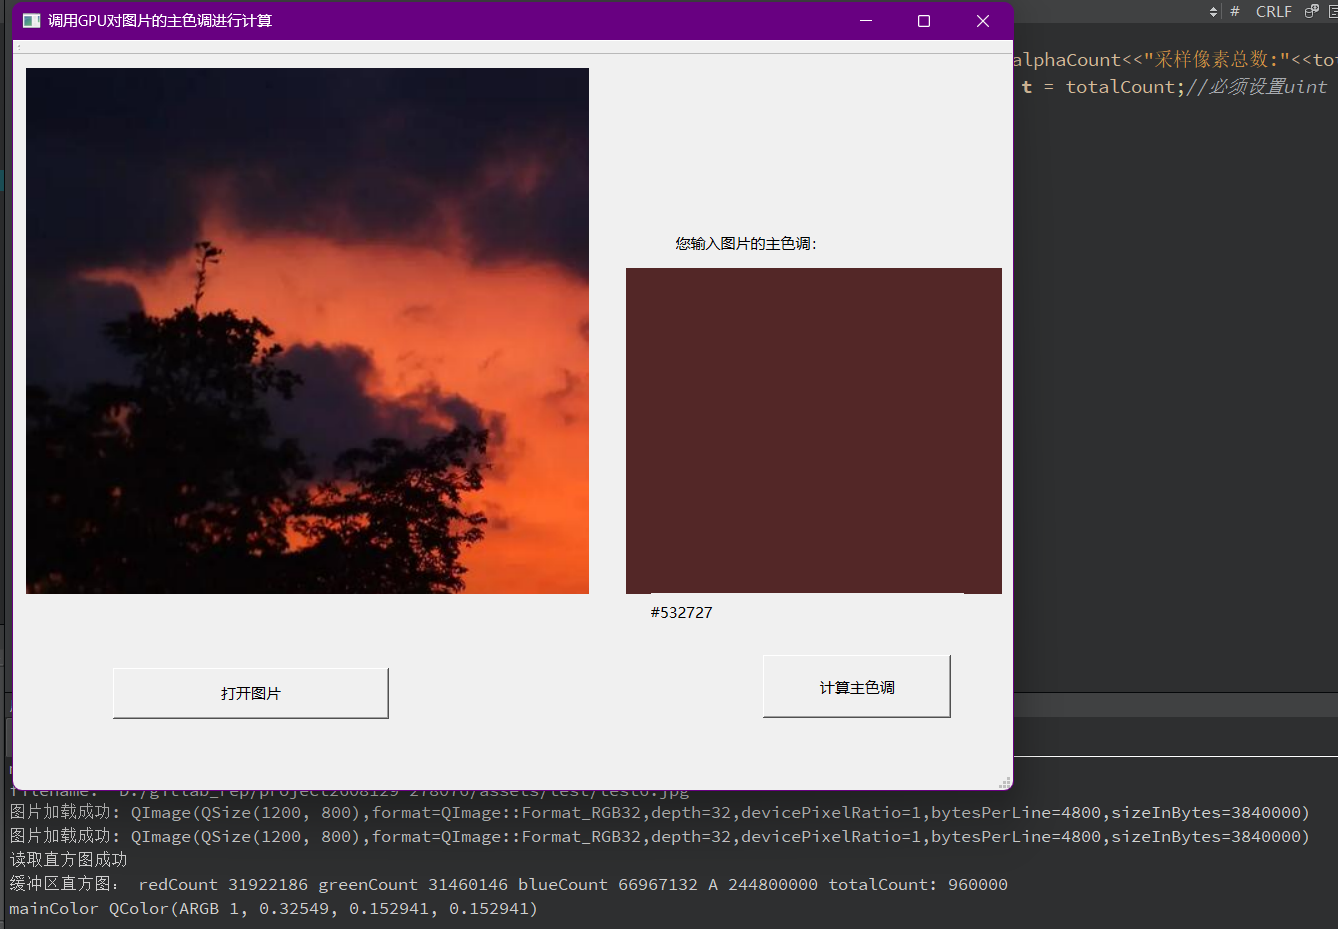 调用GPU对图片的主色调进行计算
# CRLF
alphaCount<<"采样像素总数:"<<to
t = totalCount;//必须设置uint
您输入图片的主色调:
#532727
打开图片
计算主色调
图片加载成功: QImage(QSize(1200, 800),format=QImage::Format_RGB32,depth=32,devicePixelRatio=1,bytesPerLine=4800,sizeInBytes=3840000)
图片加载成功: QImage(QSize(1200, 800),format=QImage::Format_RGB32,depth=32,devicePixelRatio=1,bytesPerLine=4800,sizeInBytes=3840000)
读取直方图成功
缓冲区直方图: redCount 31922186 greenCount 31460146 blueCount 66967132 A 244800000 totalCount: 960000
mainColor QColor(ARGB 1, 0.32549, 0.152941, 0.152941)